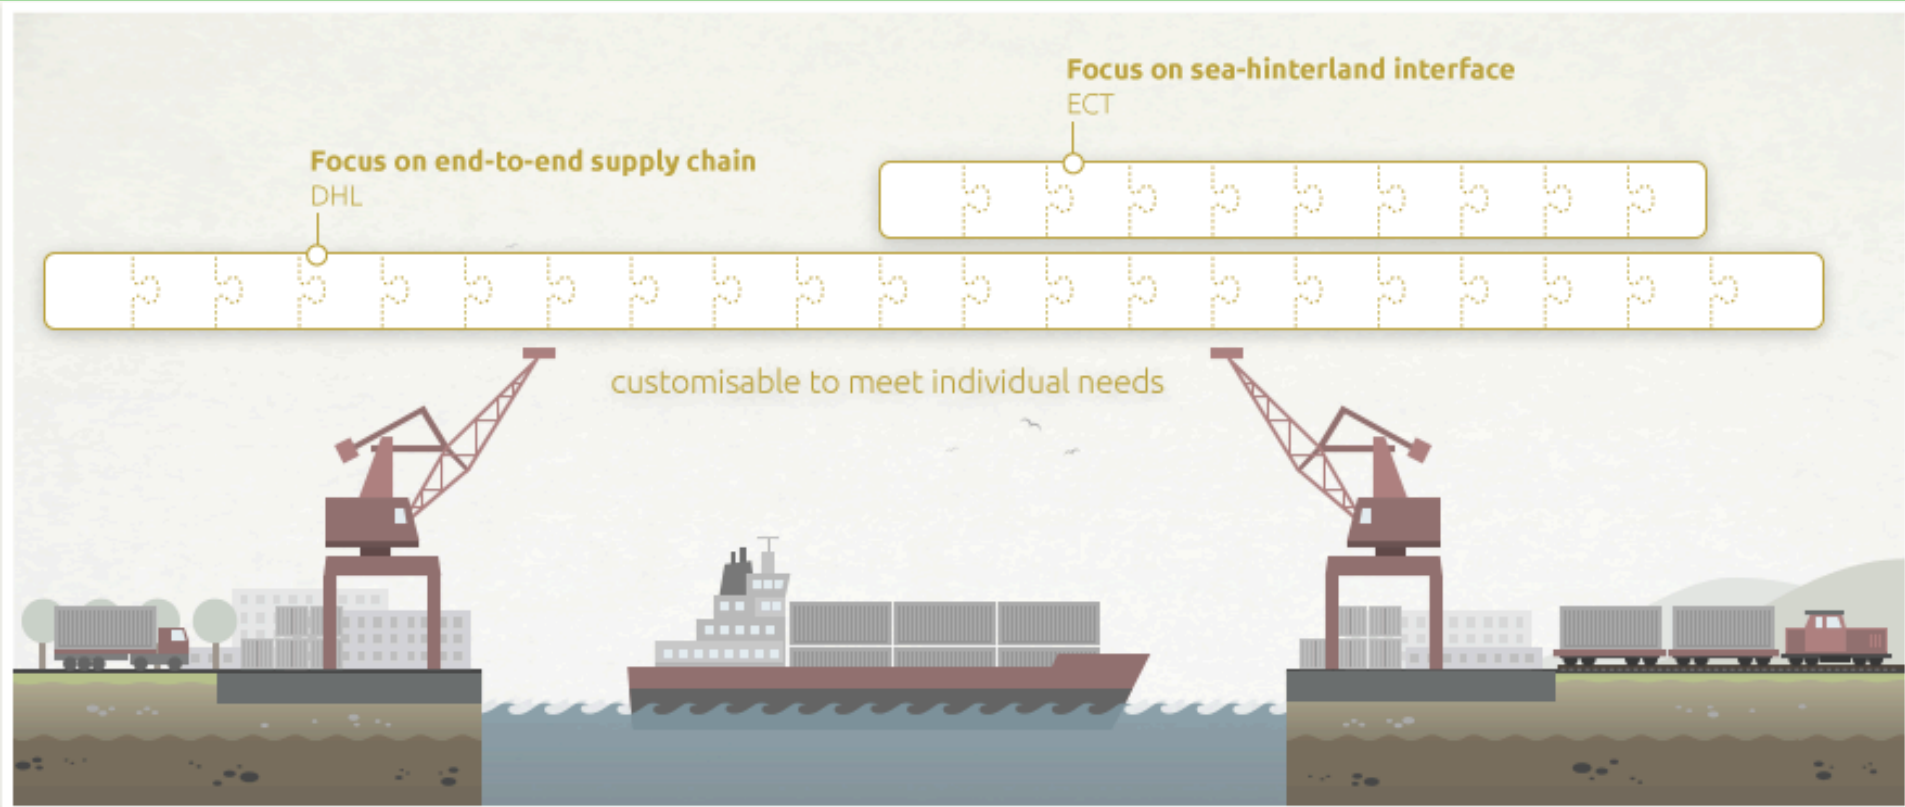 Focus on sea-hinterland interface
ECT
Focus on end-to-end supply chain
DHL
customisable to meet individual needs